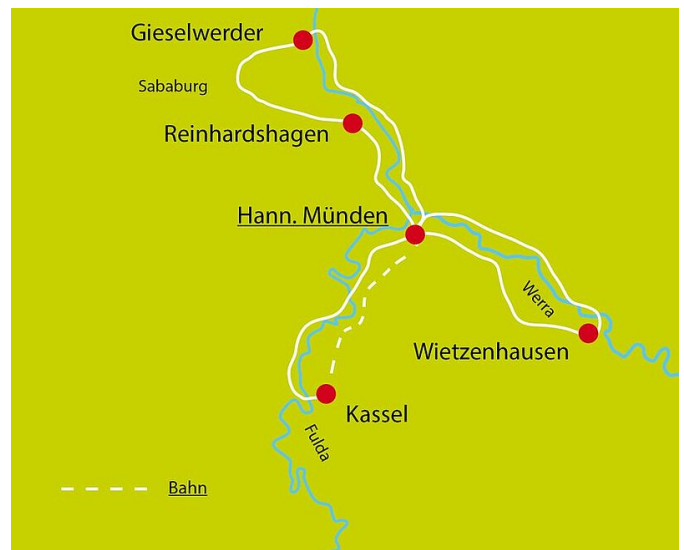 Gieselwerder
Sababurg
Reinhardshagen
Hann. Münden
Werra
Wietzenhausen
Kassel
Fulda
Bahn